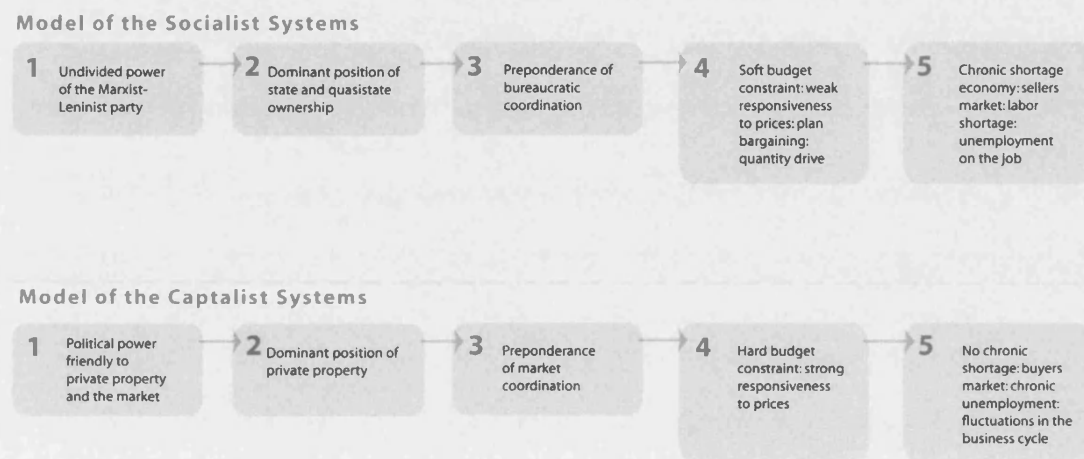 Model of the Socialist Systems
1 Undivided power
of the Marxist-
Leninist party
2 Dominant position of
state and quasistate
ownership
3 Preponderance of
bureaucratic
coordination
4 Soft budget
constraint: weak
responsiveness
to prices: plan
bargaining:
quantity drive
5 Chronic shortage
economy: sellers
market: labor
shortage:
unemployment
on the job
Model of the Captalist Systems
1 Political power
friendly to
private property
and the market
2 Dominant position of
private property
3 Preponderance
of market
coordination
4 Hard budget
constraint: strong
responsiveness
to prices
5 No chronic
shortage: buyers
market: chronic
unemployment:
fluctuations in the
business cycle